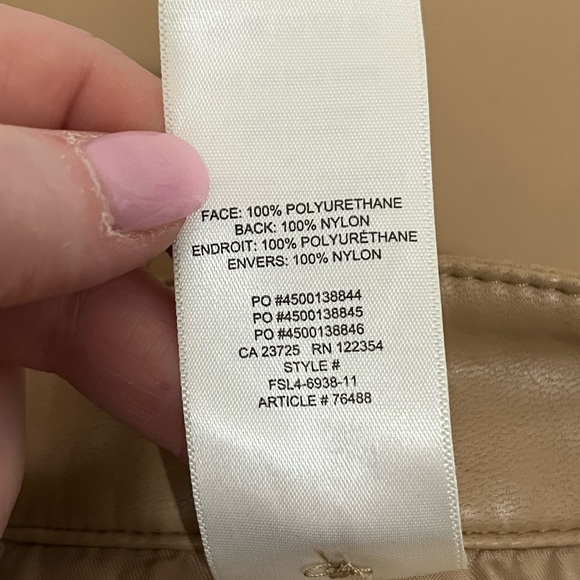 FACE: 100% POLYURETHANE
BACK: 100% NYLON
ENDROIT: 100% POLYURÉTHANE
ENVERS: 100% NYLON
PO #4500138844
PO #4500138845
PO #4500138846
CA 23725 RN 122354
STYLE #
FSL4-6938-11
ARTICLE # 76488